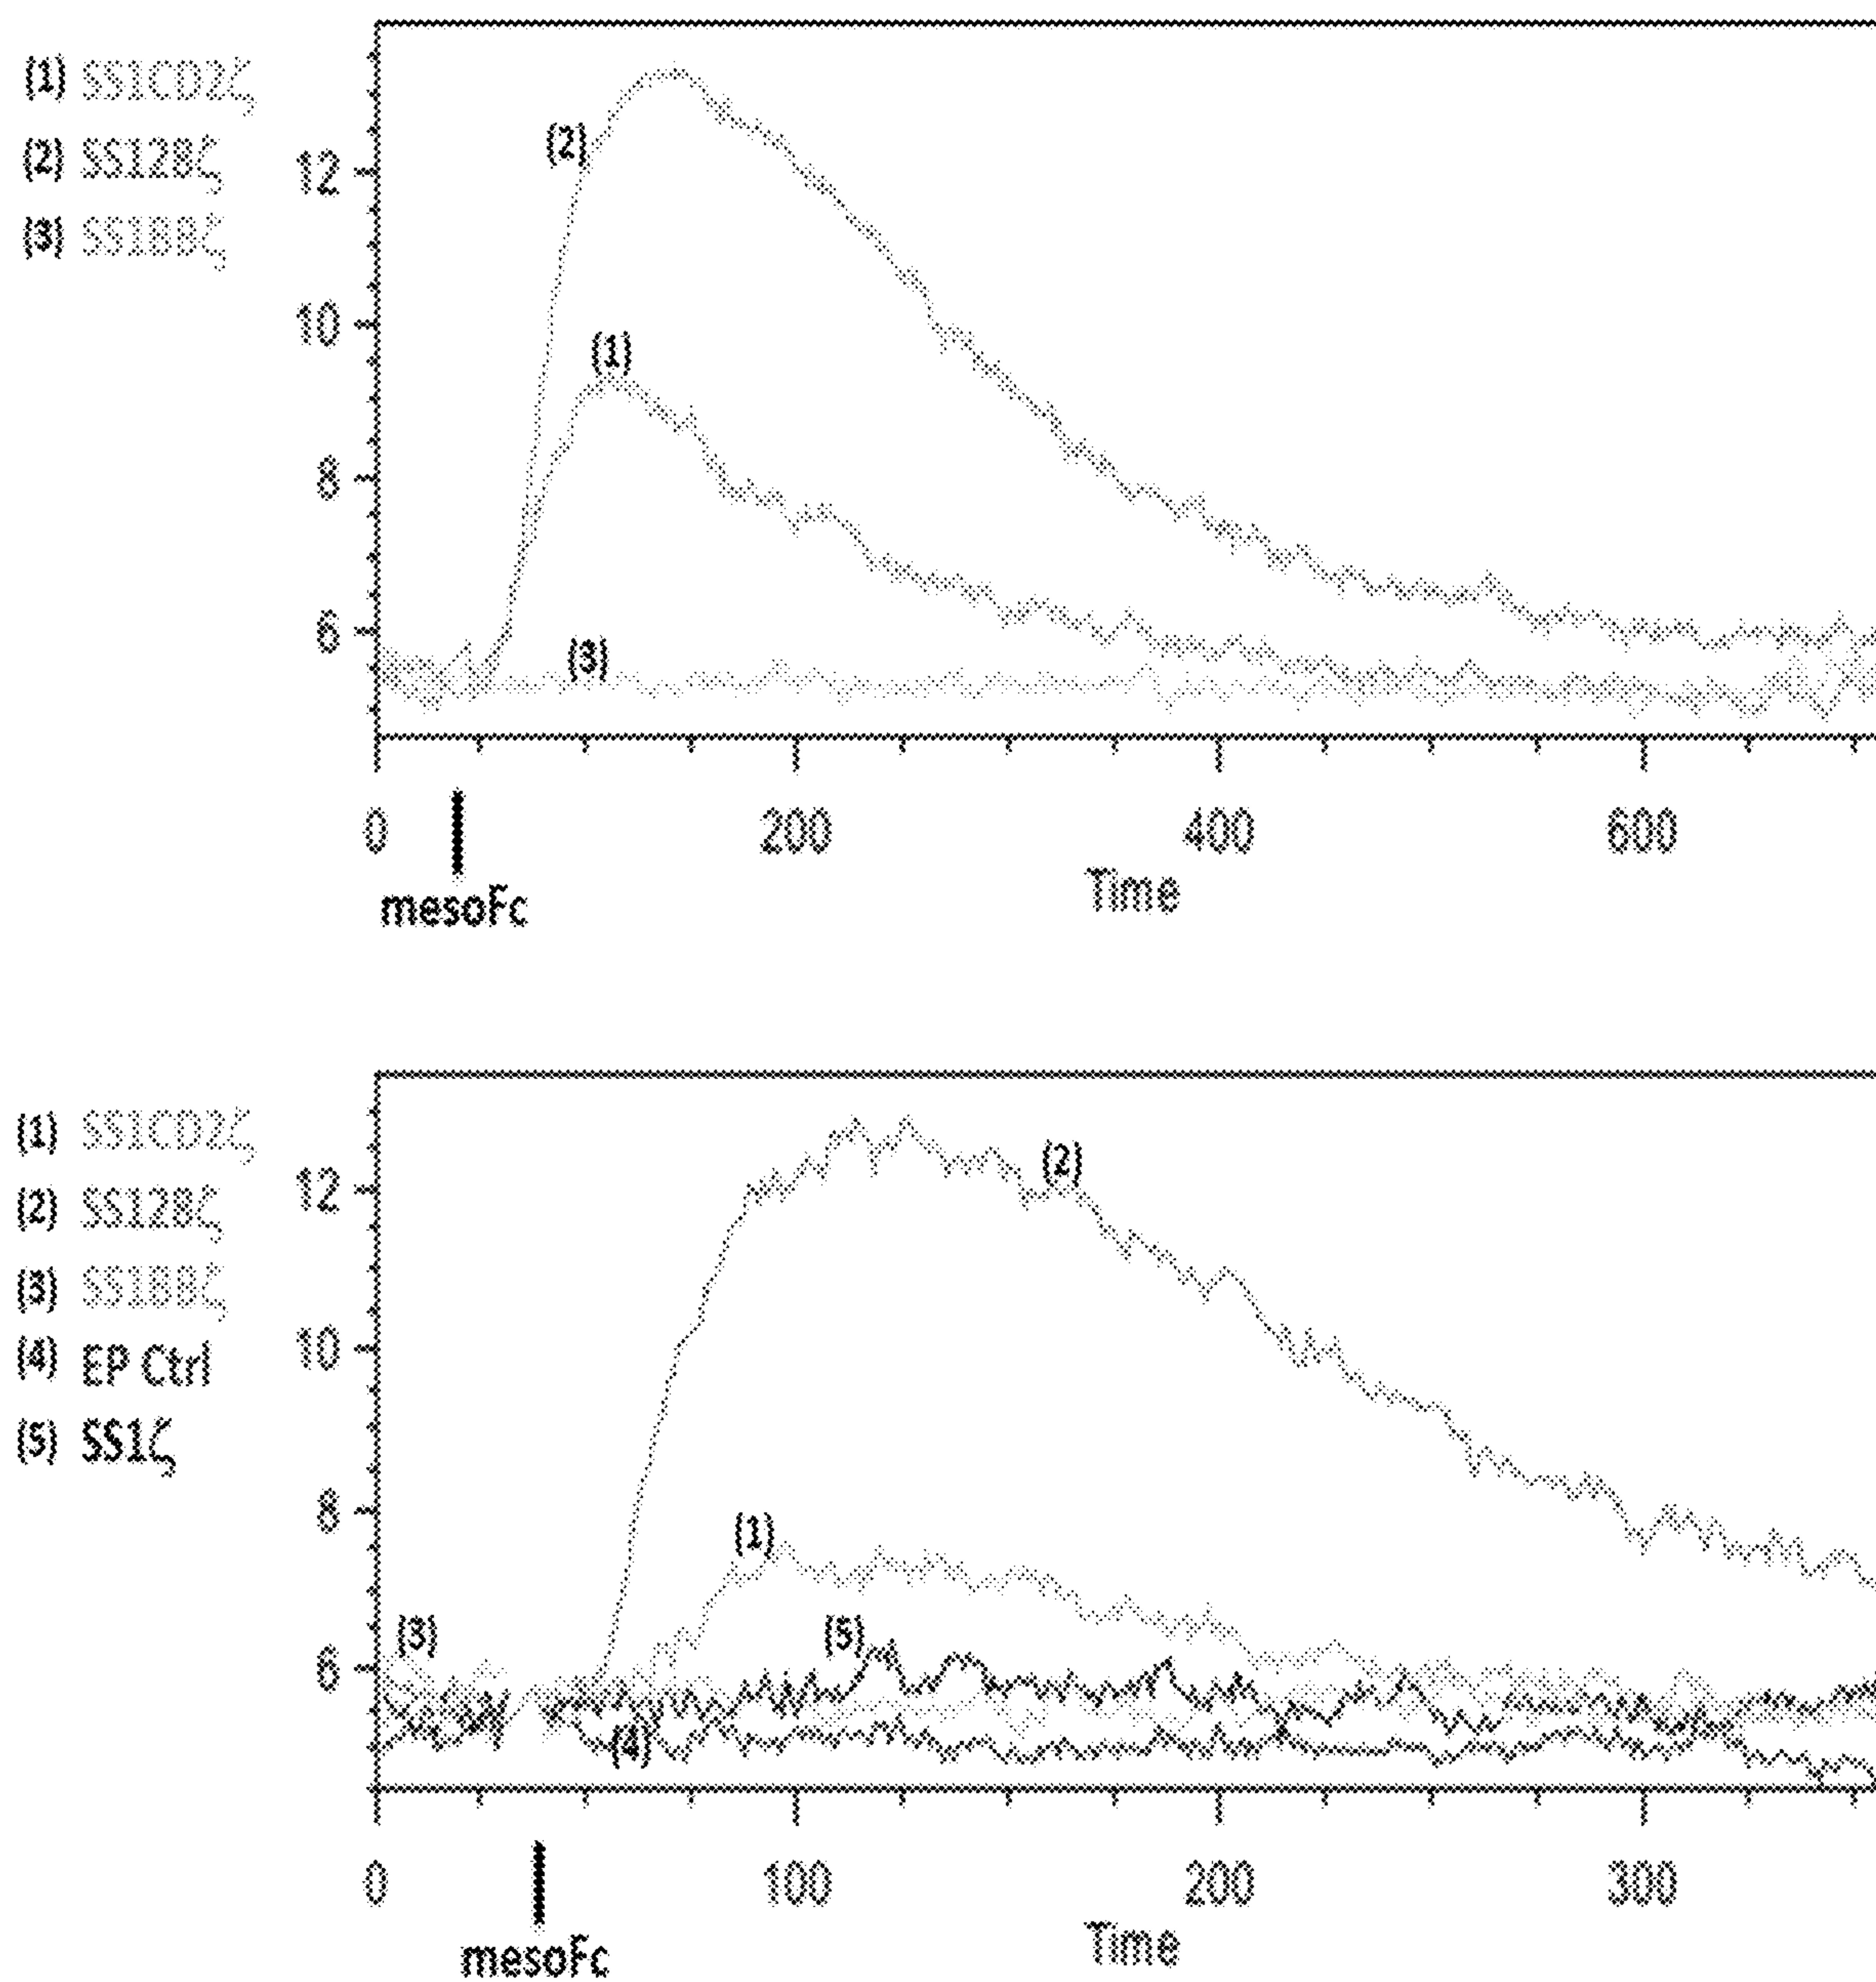 (1) SS1CD2ζ
(2) SS128ζ
(3) SS1BBζ
12
10
8
6
(2)
(1)
(3)
0 200 400 600
mesoFc
Time
(1) SS1CD2ζ
(2) SS128ζ
(3) SS1BBζ
(4) EP Ctrl
(5) SS1ζ
12
10
8
6
(2)
(1)
(3)
(5)
(4)
0 100 200 300
mesoFc
Time